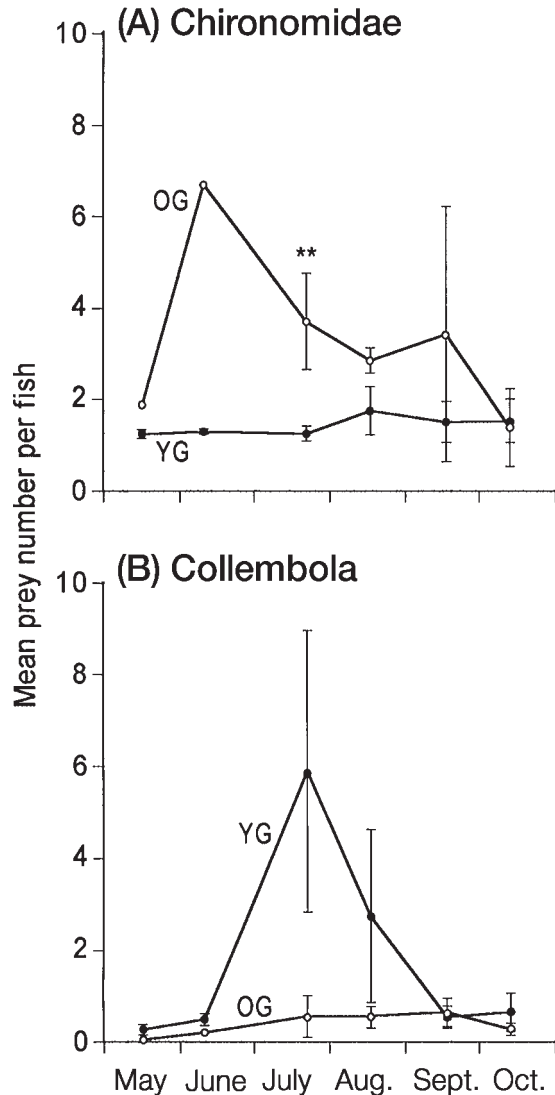 (A) Chironomidae
10
8
6
4
2
0
OG
**
YG
Mean prey number per fish
(B) Collembola
10
8
6
4
2
0
YG
OG
May June July Aug. Sept. Oct.